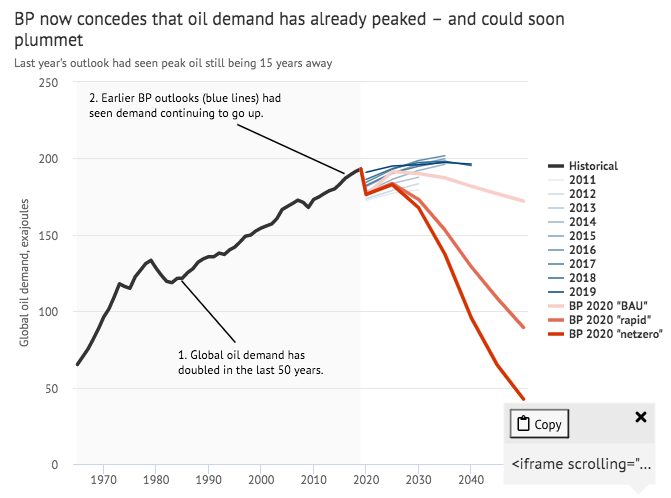 BP now concedes that oil demand has already peaked – and could soon
plummet
Last year's outlook had seen peak oil still being 15 years away
250
2. Earlier BP outlooks (blue lines) had
seen demand continuing to go up.
200
150
100
50
0
Global oil demand, exajoules
1. Global oil demand has
doubled in the last 50 years.
1970
1980
1990
2000
2010
2020
2030
2040
Historical
2011
2012
2013
2014
2015
2016
2017
2018
2019
BP 2020 "BAU"
BP 2020 "rapid"
BP 2020 "netzero"
Copy
<iframe scrolling="...